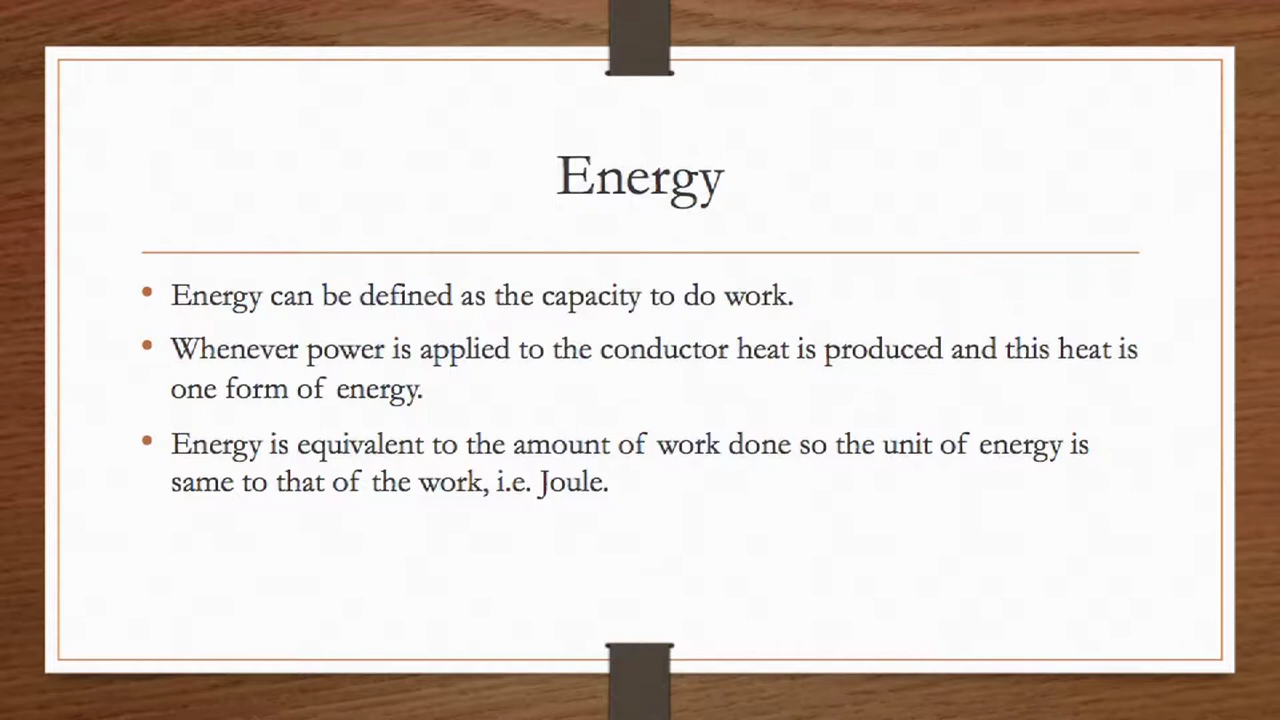 Energy
• Energy can be defined as the capacity to do work.
• Whenever power is applied to the conductor heat is produced and this heat is
one form of energy.
• Energy is equivalent to the amount of work done so the unit of energy is
same to that of the work, i.e. Joule.